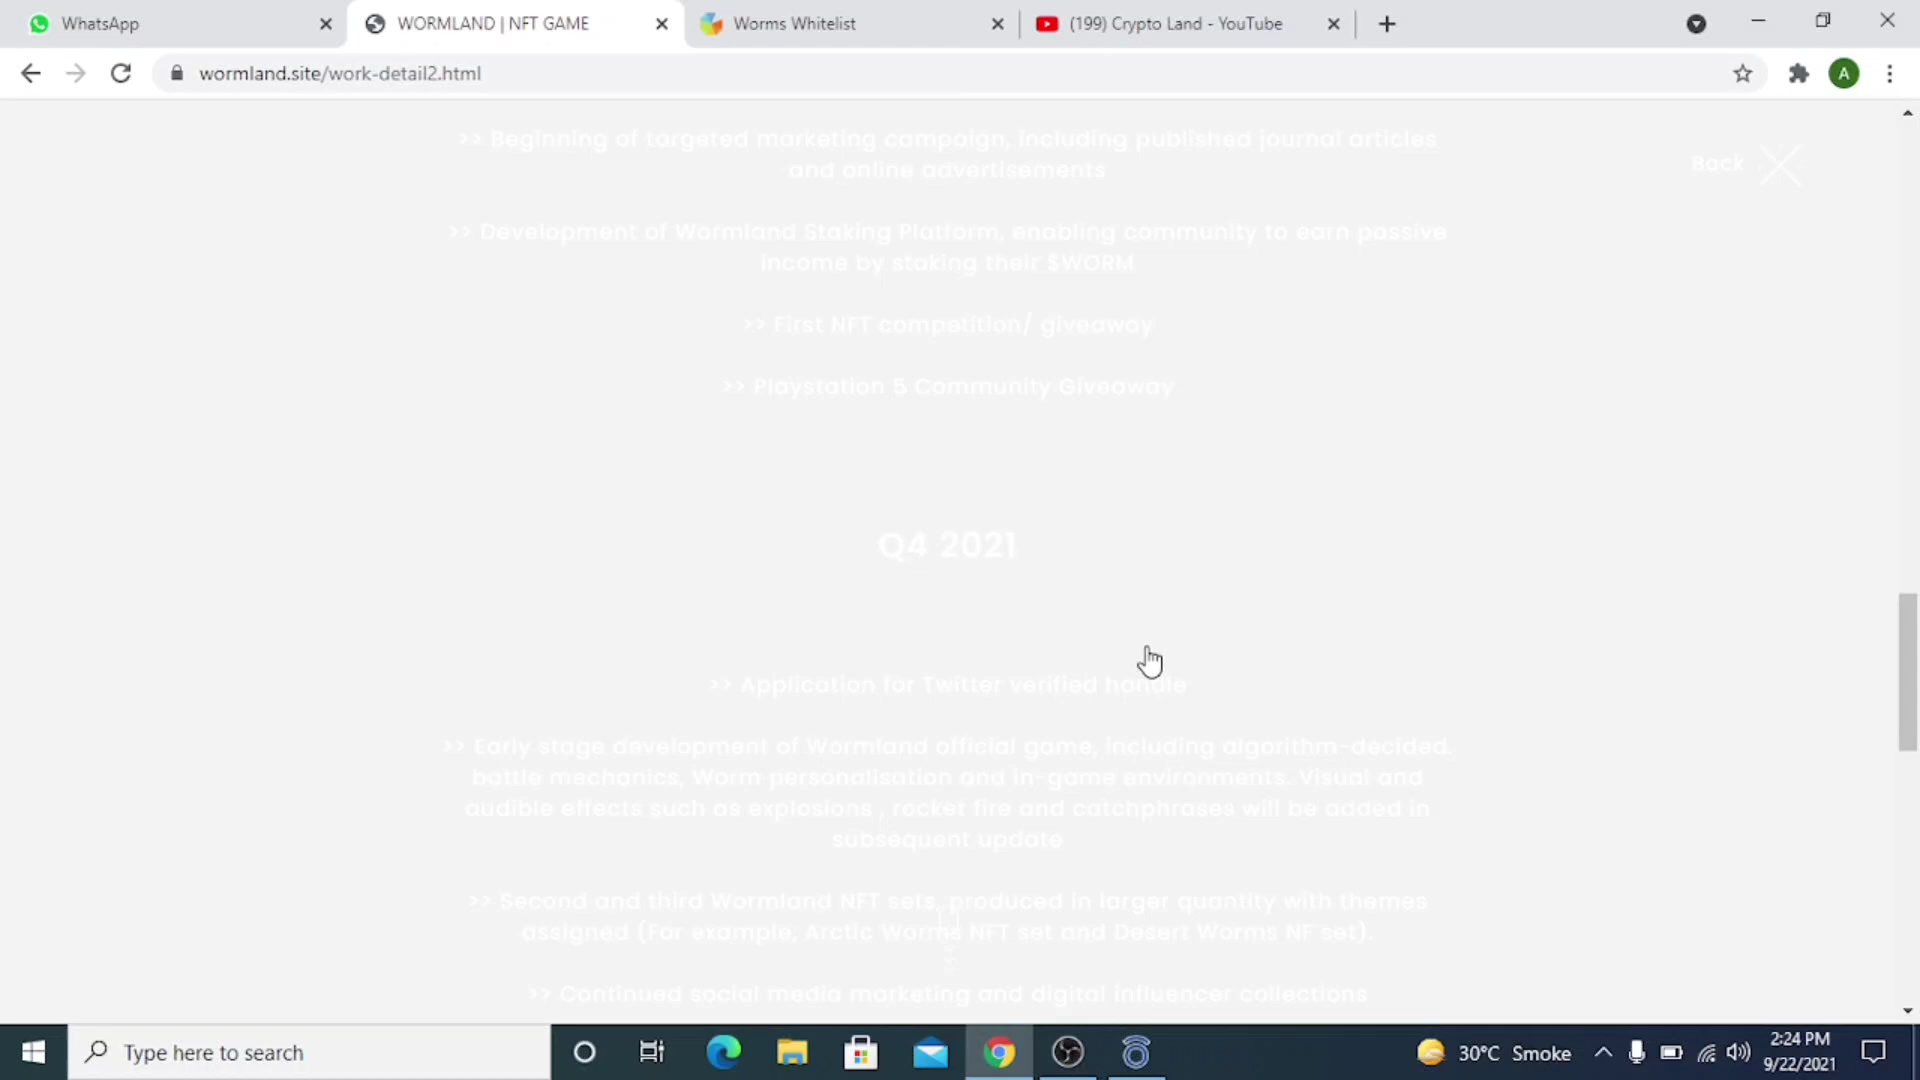 WhatsApp
WORMLAND | NFT GAME
Worms Whitelist
(199) Crypto Land - YouTube
wormland.site/work-detail2.html
A
>> Beginning of targeted marketing campaign, including published journal articles
and online advertisements
Back
>> Development of Wormland Staking Platform, enabling community to earn passive
income by staking their $WORM
>> First NFT competition/ giveaway
>> Playstation 5 Community Giveaway
Q4 2021
>> Application for Twitter verified handle
>> Early stage development of Wormland official game, including algorithm-decided
battle mechanics, Worm personalisation and in-game environments. Visual and
audible effects such as explosions , rocket fire and catchphrases will be added in
subsequent update
>> Second and third Wormland NFT sets, produced in larger quantity with themes
assigned (For example, Arctic Worms NFT set and Desert Worms NF set).
>> Continued social media marketing and digital influencer collections
Type here to search
30°C Smoke
2:24 PM
9/22/2021